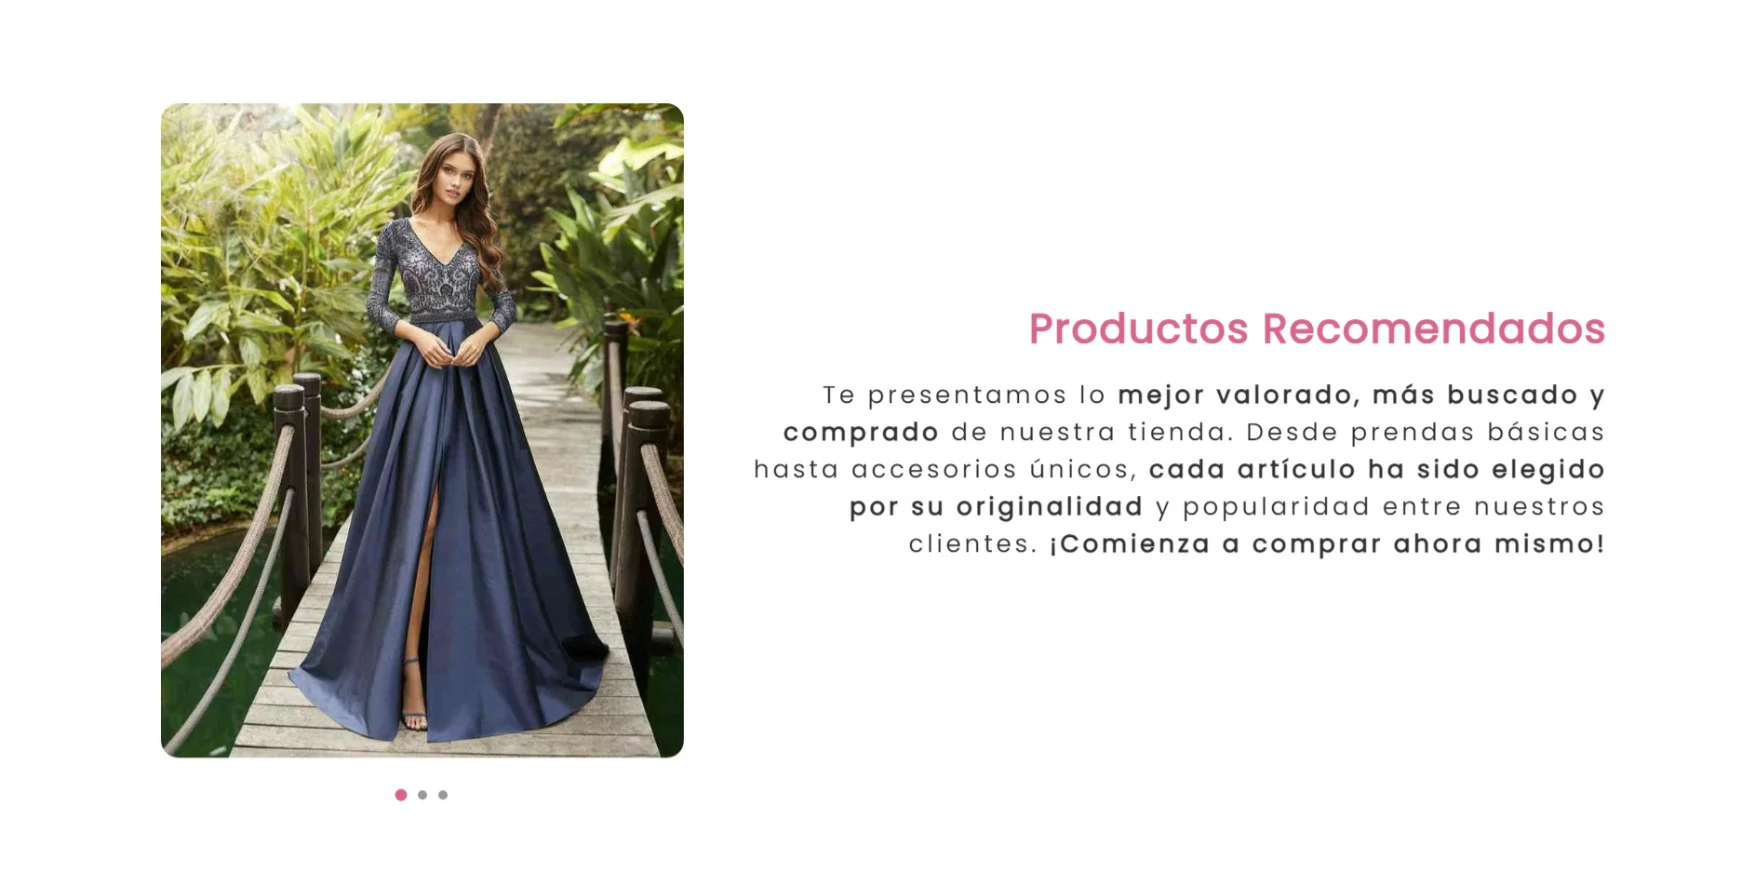 Productos Recomendados
Te presentamos lo mejor valorado, más buscado y
comprado de nuestra tienda. Desde prendas básicas
hasta accesorios únicos, cada artículo ha sido elegido
por su originalidad y popularidad entre nuestros
clientes. ¡Comienza a comprar ahora mismo!